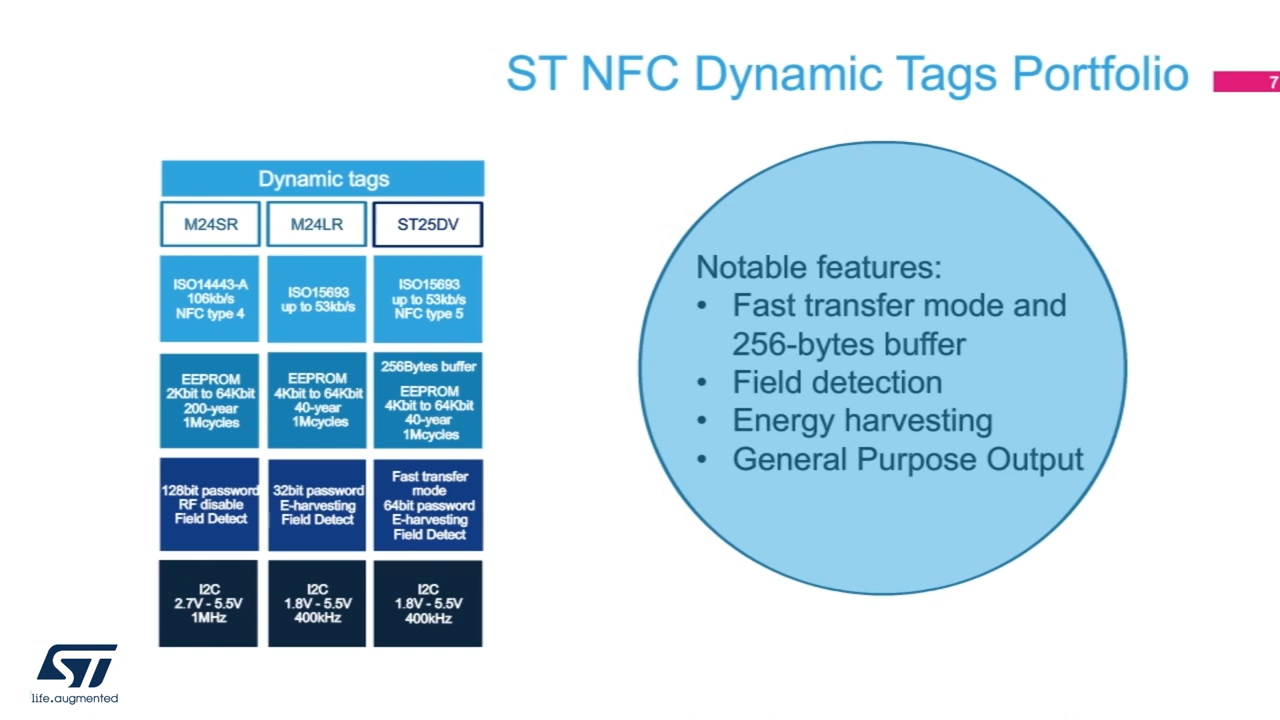 ST NFC Dynamic Tags Portfolio
7
Dynamic tags
M24SR
M24LR
ST25DV
ISO14443-A
106kb/s
NFC type 4
ISO15693
up to 53kb/s
ISO15693
up to 53kb/s
NFC type 5
EEPROM
2Kbit to 64Kbit
200-year
1Mcycles
EEPROM
4Kbit to 64Kbit
40-year
1Mcycles
256Bytes buffer
EEPROM
4Kbit to 64Kbit
40-year
1Mcycles
128bit password
RF disable
Field Detect
32bit password
E-harvesting
Field Detect
Fast transfer
mode
64bit password
E-harvesting
Field Detect
I2C
2.7V - 5.5V
1MHz
I2C
1.8V - 5.5V
400kHz
I2C
1.8V - 5.5V
400kHz
Notable features:
• Fast transfer mode and
256-bytes buffer
• Field detection
• Energy harvesting
• General Purpose Output
ST
life.augmented